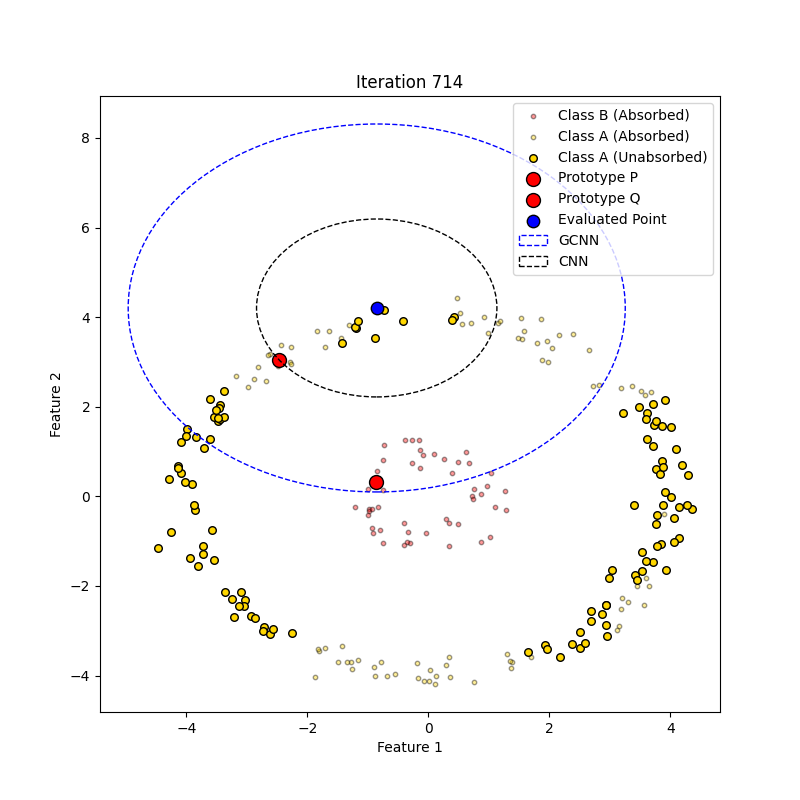 Iteration 714
Class B (Absorbed)
Class A (Absorbed)
Class A (Unabsorbed)
Prototype P
Prototype Q
Evaluated Point
GCNN
CNN
8
6
4
2
0
−2
−4
Feature 2
−4 −2 0 2 4
Feature 1